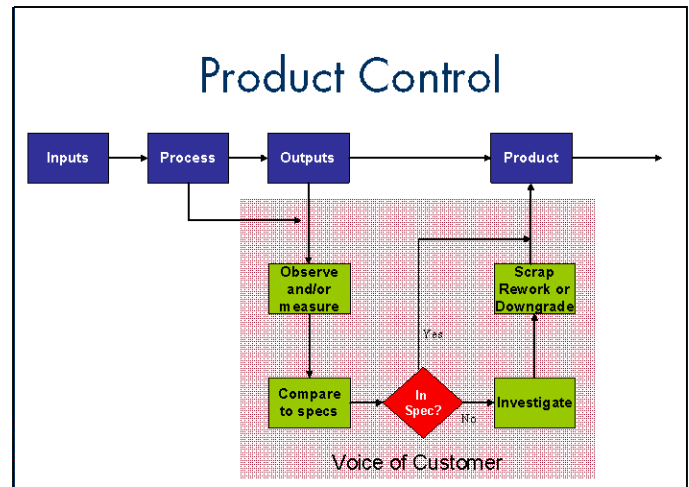 Product Control
Inputs
Process
Outputs
Product
Observe
and/or
measure
Scrap
Rework or
Downgrade
Yes
Compare
to specs
In
Spec?
No
Investigate
Voice of Customer